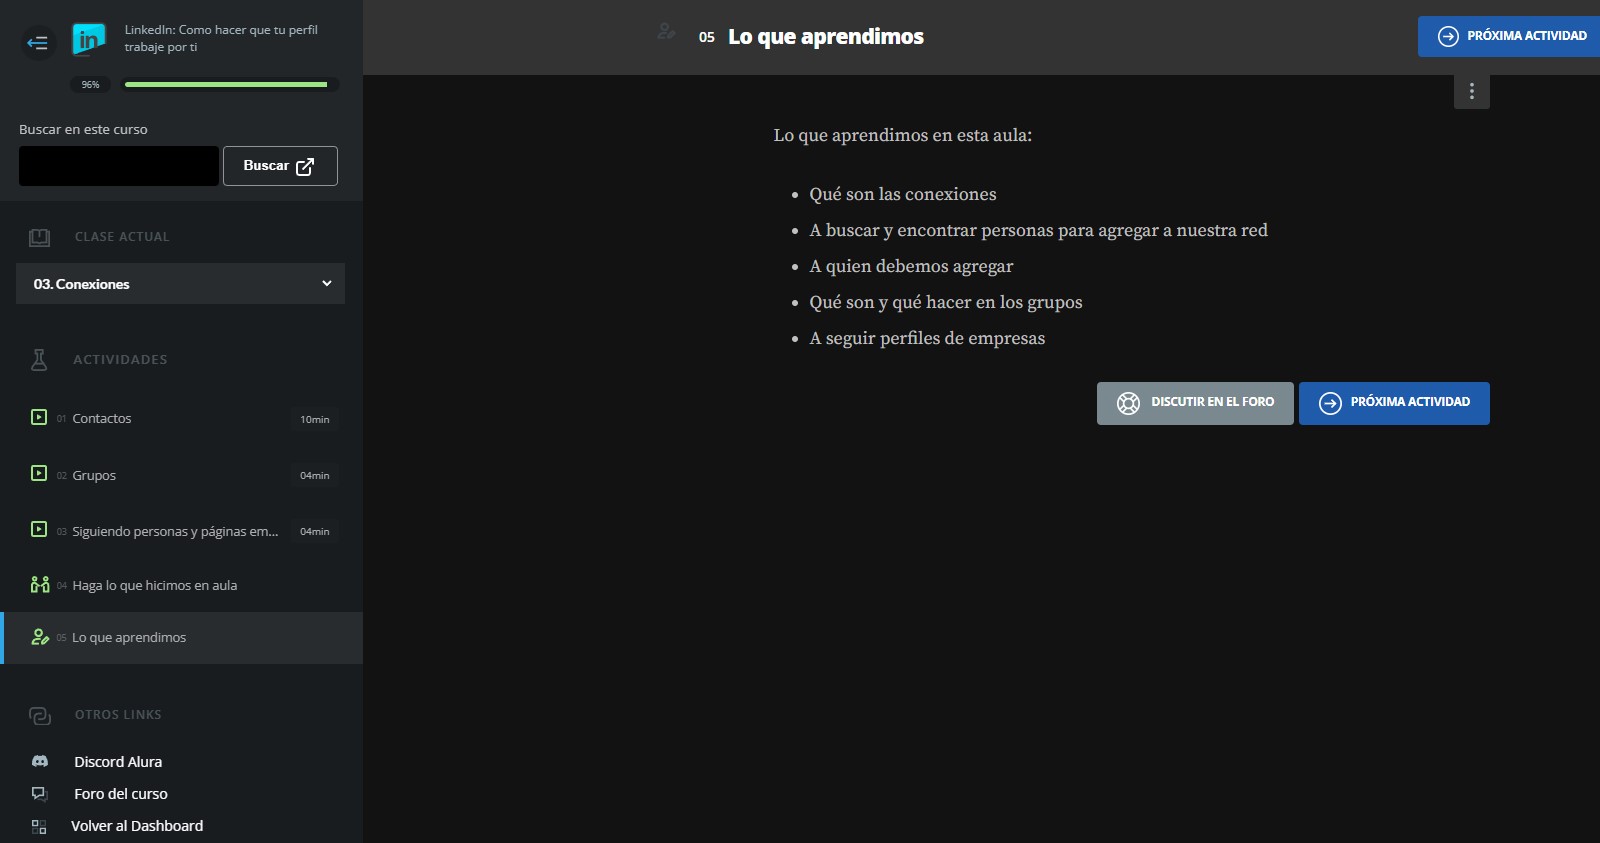 in
LinkedIn: Como hacer que tu perfil
trabaje por ti
96%
Buscar en este curso
Buscar
CLASE ACTUAL
03. Conexiones
ACTIVIDADES
01 Contactos 10min
02 Grupos 04min
03 Siguiendo personas y páginas em... 04min
04 Haga lo que hicimos en aula
05 Lo que aprendimos
OTROS LINKS
Discord Alura
Foro del curso
Volver al Dashboard
05 Lo que aprendimos
PRÓXIMA ACTIVIDAD
Lo que aprendimos en esta aula:
• Qué son las conexiones
• A buscar y encontrar personas para agregar a nuestra red
• A quien debemos agregar
• Qué son y qué hacer en los grupos
• A seguir perfiles de empresas
DISCUTIR EN EL FORO
PRÓXIMA ACTIVIDAD